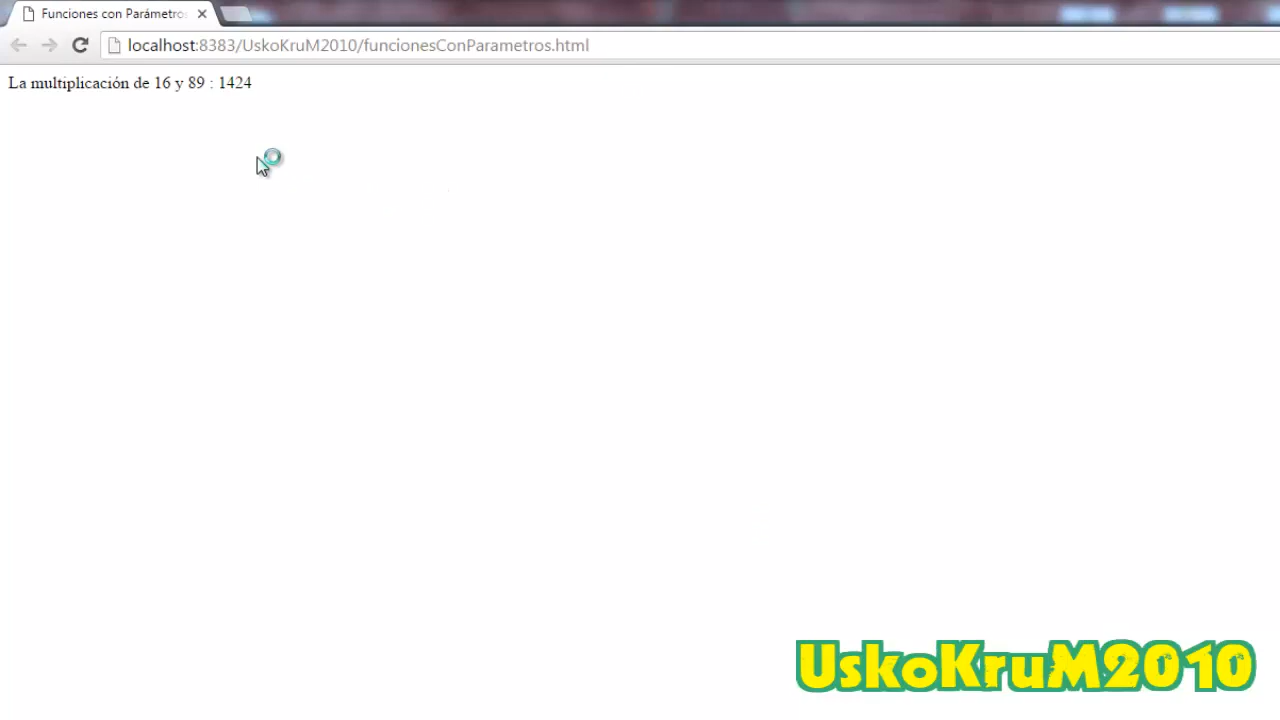 Funciones con Parámetro
localhost:8383/UskoKruM2010/funcionesConParametros.html
La multiplicación de 16 y 89 : 1424
UskoKruM2010